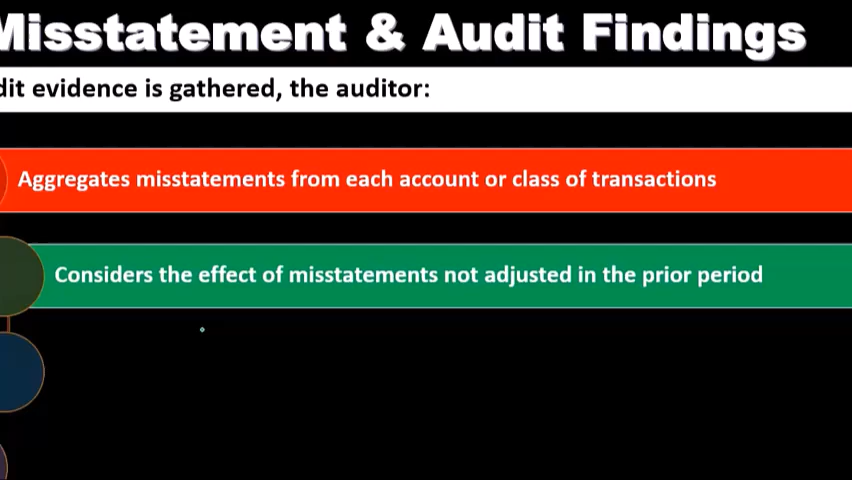 Misstatement & Audit Findings
dit evidence is gathered, the auditor:
Aggregates misstatements from each account or class of transactions
Considers the effect of misstatements not adjusted in the prior period